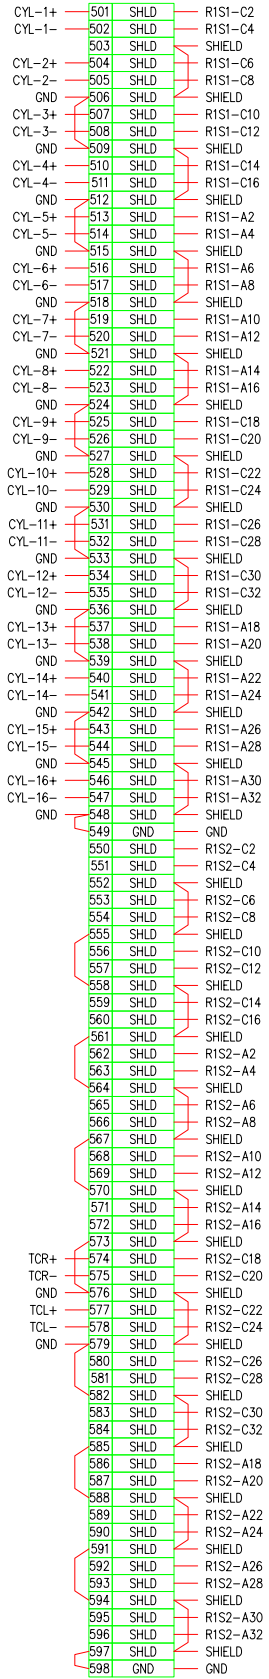 CYL-1+ 501 SHLD R1S1-C2
CYL-1- 502 SHLD R1S1-C4
503 SHLD SHIELD
CYL-2+ 504 SHLD R1S1-C6
CYL-2- 505 SHLD R1S1-C8
GND 506 SHLD SHIELD
CYL-3+ 507 SHLD R1S1-C10
CYL-3- 508 SHLD R1S1-C12
GND 509 SHLD SHIELD
CYL-4+ 510 SHLD R1S1-C14
CYL-4- 511 SHLD R1S1-C16
GND 512 SHLD SHIELD
CYL-5+ 513 SHLD R1S1-A2
CYL-5- 514 SHLD R1S1-A4
GND 515 SHLD SHIELD
CYL-6+ 516 SHLD R1S1-A6
CYL-6- 517 SHLD R1S1-A8
GND 518 SHLD SHIELD
CYL-7+ 519 SHLD R1S1-A10
CYL-7- 520 SHLD R1S1-A12
GND 521 SHLD SHIELD
CYL-8+ 522 SHLD R1S1-A14
CYL-8- 523 SHLD R1S1-A16
GND 524 SHLD SHIELD
CYL-9+ 525 SHLD R1S1-C18
CYL-9- 526 SHLD R1S1-C20
GND 527 SHLD SHIELD
CYL-10+ 528 SHLD R1S1-C22
CYL-10- 529 SHLD R1S1-C24
GND 530 SHLD SHIELD
CYL-11+ 531 SHLD R1S1-C26
CYL-11- 532 SHLD R1S1-C28
GND 533 SHLD SHIELD
CYL-12+ 534 SHLD R1S1-C30
CYL-12- 535 SHLD R1S1-C32
GND 536 SHLD SHIELD
CYL-13+ 537 SHLD R1S1-A18
CYL-13- 538 SHLD R1S1-A20
GND 539 SHLD SHIELD
CYL-14+ 540 SHLD R1S1-A22
CYL-14- 541 SHLD R1S1-A24
GND 542 SHLD SHIELD
CYL-15+ 543 SHLD R1S1-A26
CYL-15- 544 SHLD R1S1-A28
GND 545 SHLD SHIELD
CYL-16+ 546 SHLD R1S1-A30
CYL-16- 547 SHLD R1S1-A32
GND 548 SHLD SHIELD
549 GND GND
550 SHLD R1S2-C2
551 SHLD R1S2-C4
552 SHLD SHIELD
553 SHLD R1S2-C6
554 SHLD R1S2-C8
555 SHLD SHIELD
556 SHLD R1S2-C10
557 SHLD R1S2-C12
558 SHLD SHIELD
559 SHLD R1S2-C14
560 SHLD R1S2-C16
561 SHLD SHIELD
562 SHLD R1S2-A2
563 SHLD R1S2-A4
564 SHLD SHIELD
565 SHLD R1S2-A6
566 SHLD R1S2-A8
567 SHLD SHIELD
568 SHLD R1S2-A10
569 SHLD R1S2-A12
570 SHLD SHIELD
571 SHLD R1S2-A14
572 SHLD R1S2-A16
573 SHLD SHIELD
TCR+ 574 SHLD R1S2-C18
TCR- 575 SHLD R1S2-C20
GND 576 SHLD SHIELD
TCL+ 577 SHLD R1S2-C22
TCL- 578 SHLD R1S2-C24
GND 579 SHLD SHIELD
580 SHLD R1S2-C26
581 SHLD R1S2-C28
582 SHLD SHIELD
583 SHLD R1S2-C30
584 SHLD R1S2-C32
585 SHLD SHIELD
586 SHLD R1S2-A18
587 SHLD R1S2-A20
588 SHLD SHIELD
589 SHLD R1S2-A22
590 SHLD R1S2-A24
591 SHLD SHIELD
592 SHLD R1S2-A26
593 SHLD R1S2-A28
594 SHLD SHIELD
595 SHLD R1S2-A30
596 SHLD R1S2-A32
597 SHLD SHIELD
598 GND GND